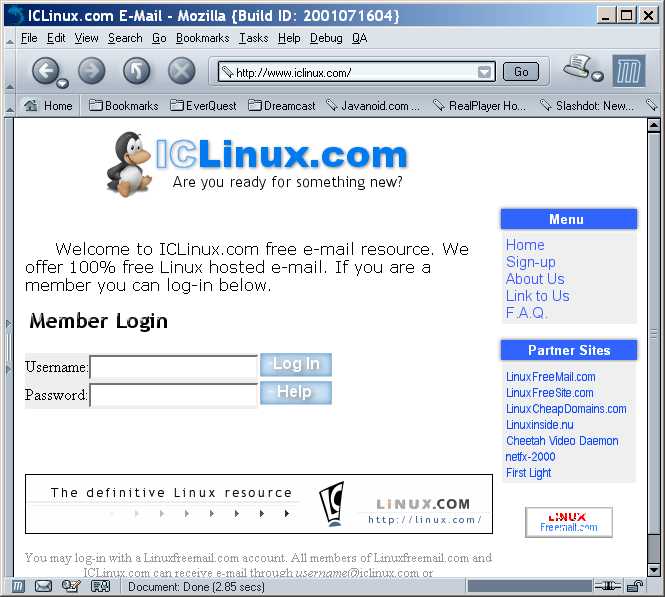 ICLinux.com E-Mail - Mozilla {Build ID: 2001071604}
File Edit View Search Go Bookmarks Tasks Help Debug QA
http://www.iclinux.com/ Go
Home Bookmarks EverQuest Dreamcast Javanoid.com ... RealPlayer Ho... Slashdot: New...
ICLinux.com
Are you ready for something new?
Menu
Home
Sign-up
About Us
Link to Us
F.A.Q.
Welcome to ICLinux.com free e-mail resource. We
offer 100% free Linux hosted e-mail. If you are a
member you can log-in below.
Member Login
Username: Log In
Password: Help
Partner Sites
LinuxFreeMail.com
LinuxFreeSite.com
LinuxCheapDomains.com
Linuxinside.nu
Cheetah Video Daemon
netfx-2000
First Light
The definitive Linux resource
LINUX.COM
http://linux.com/
LINUX
Freemail.com
You may log-in with a Linuxfreemail.com account. All members of Linuxfreemail.com and
ICLinux.com can receive e-mail through username@iclinux.com or
Document: Done (2.85 secs)